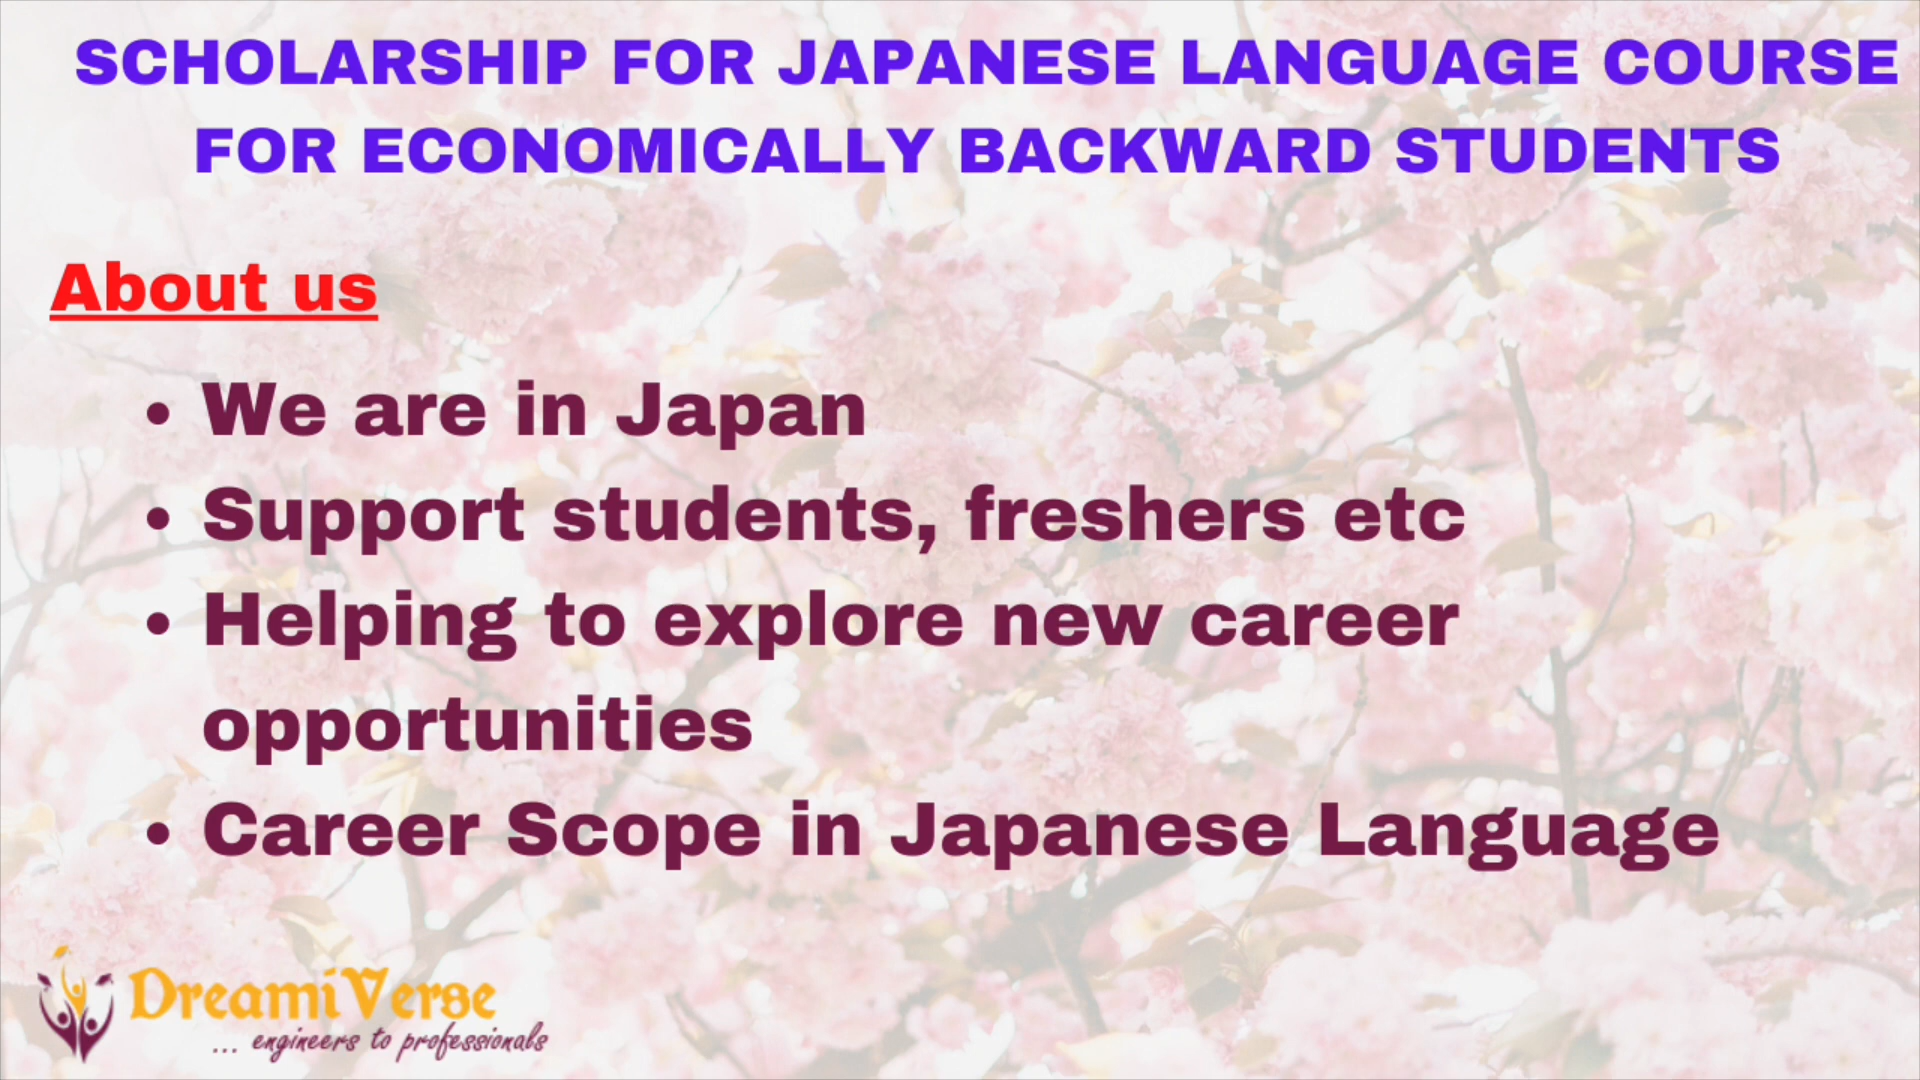 SCHOLARSHIP FOR JAPANESE LANGUAGE COURSE
FOR ECONOMICALLY BACKWARD STUDENTS
About us
• We are in Japan
• Support students, freshers etc
• Helping to explore new career
opportunities
• Career Scope in Japanese Language
DreamiVerse
... engineers to professionals